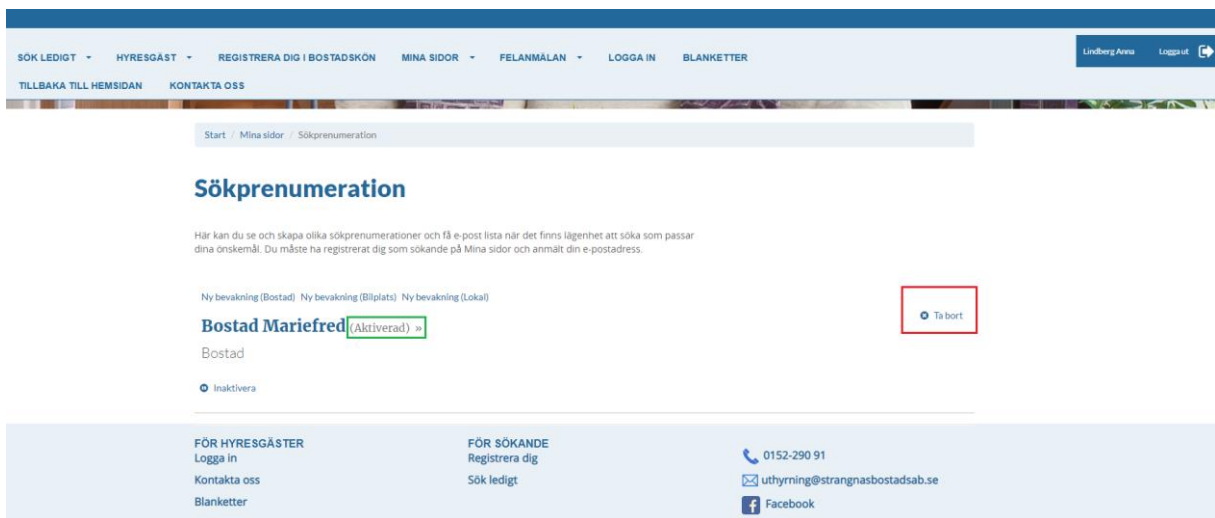 SÖK LEDIGT HYRESGÄST REGISTRERA DIG I BOSTADSKÖN MINA SIDOR FELANMÄLAN LOGGA IN BLANKETTER
Lindberg Anna Logga ut
TILLBAKA TILL HEMSIDAN KONTAKTA OSS
Start / Mina sidor / Sökprenumeration
Sökprenumeration
Här kan du se och skapa olika sökprenumerationer och få e-post lista när det finns lägenhet att söka som passar
dina önskemål. Du måste ha registrerat dig som sökande på Mina sidor och anmält din e-postadress.
Ny bevakning (Bostad) Ny bevakning (Bilplats) Ny bevakning (Lokal)
Bostad Mariefred (Aktiverad) »
Ta bort
Bostad
Inaktivera
FÖR HYRESGÄSTER
Logga in
Kontakta oss
Blanketter
FÖR SÖKANDE
Registrera dig
Sök ledigt
0152-290 91
uthyrning@strangnasbostadsab.se
Facebook